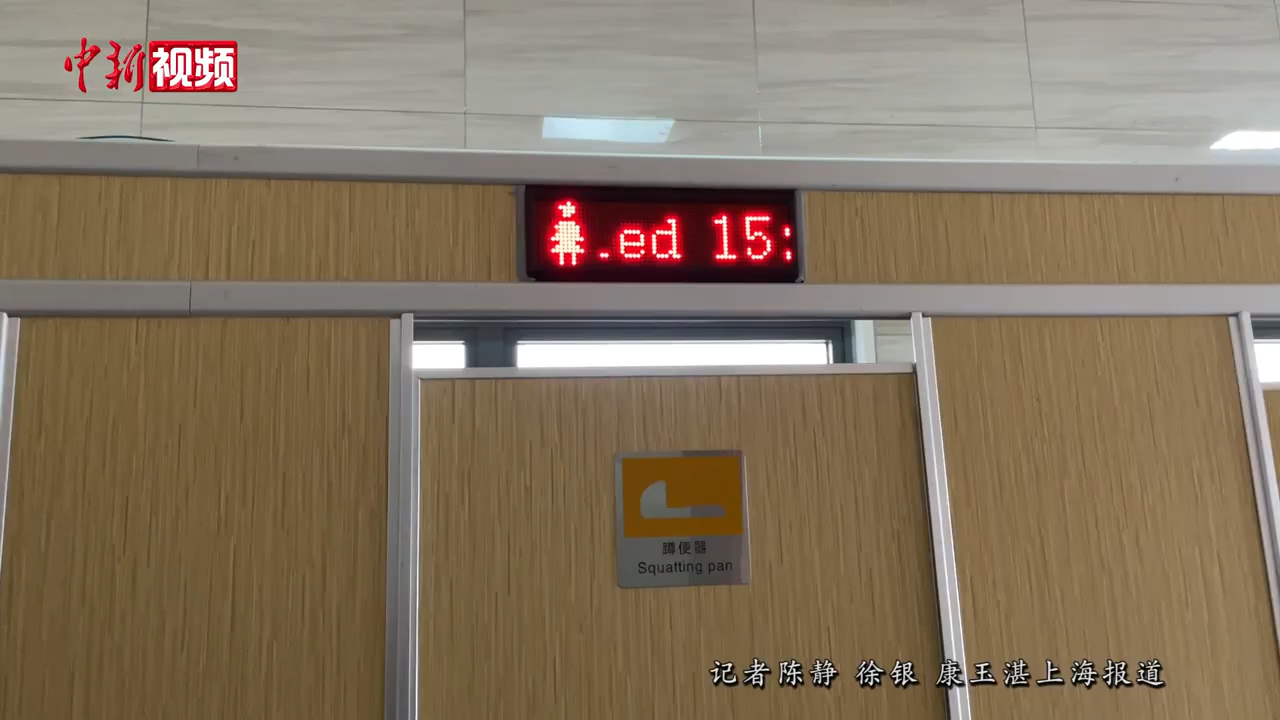 中新视频
.ed 15:
蹲便器
Squatting pan
记者陈静 徐银 康玉湛上海报道